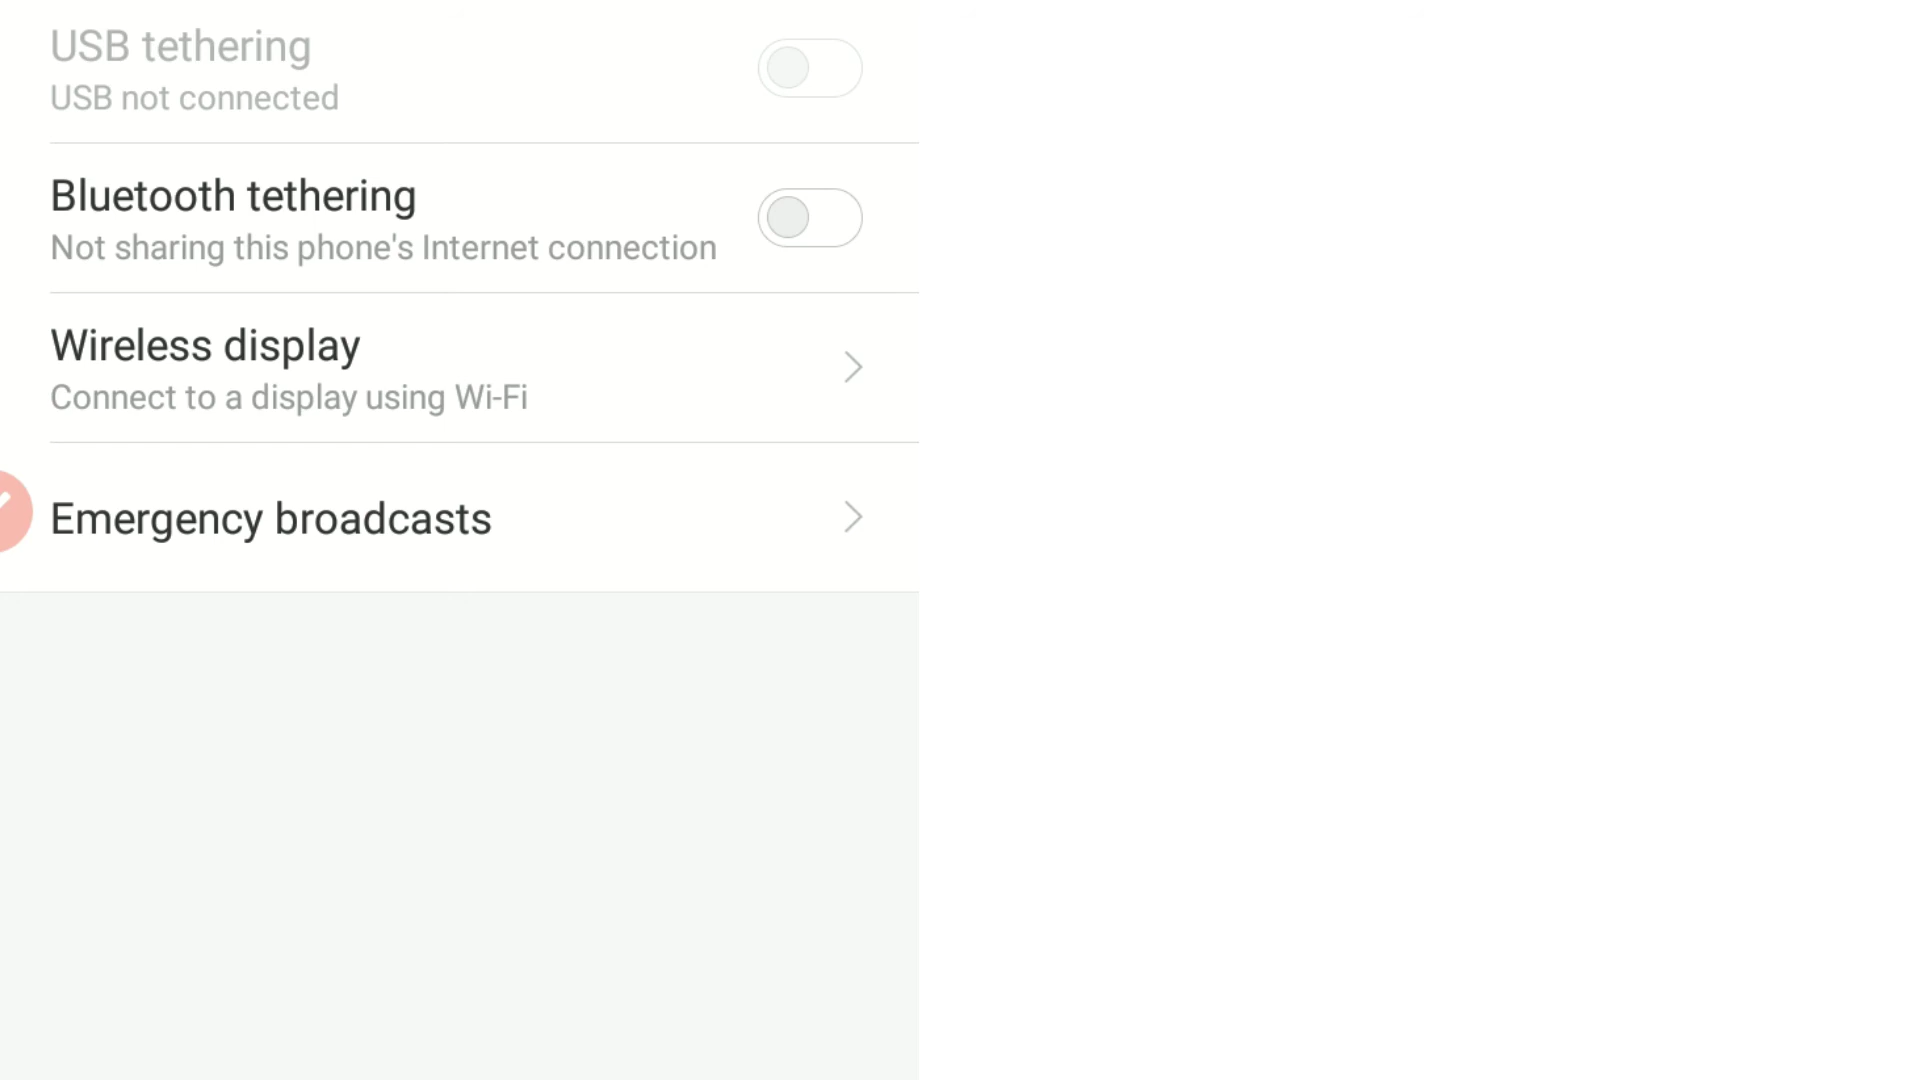 USB tethering
USB not connected
Bluetooth tethering
Not sharing this phone's Internet connection
Wireless display
Connect to a display using Wi-Fi
Emergency broadcasts